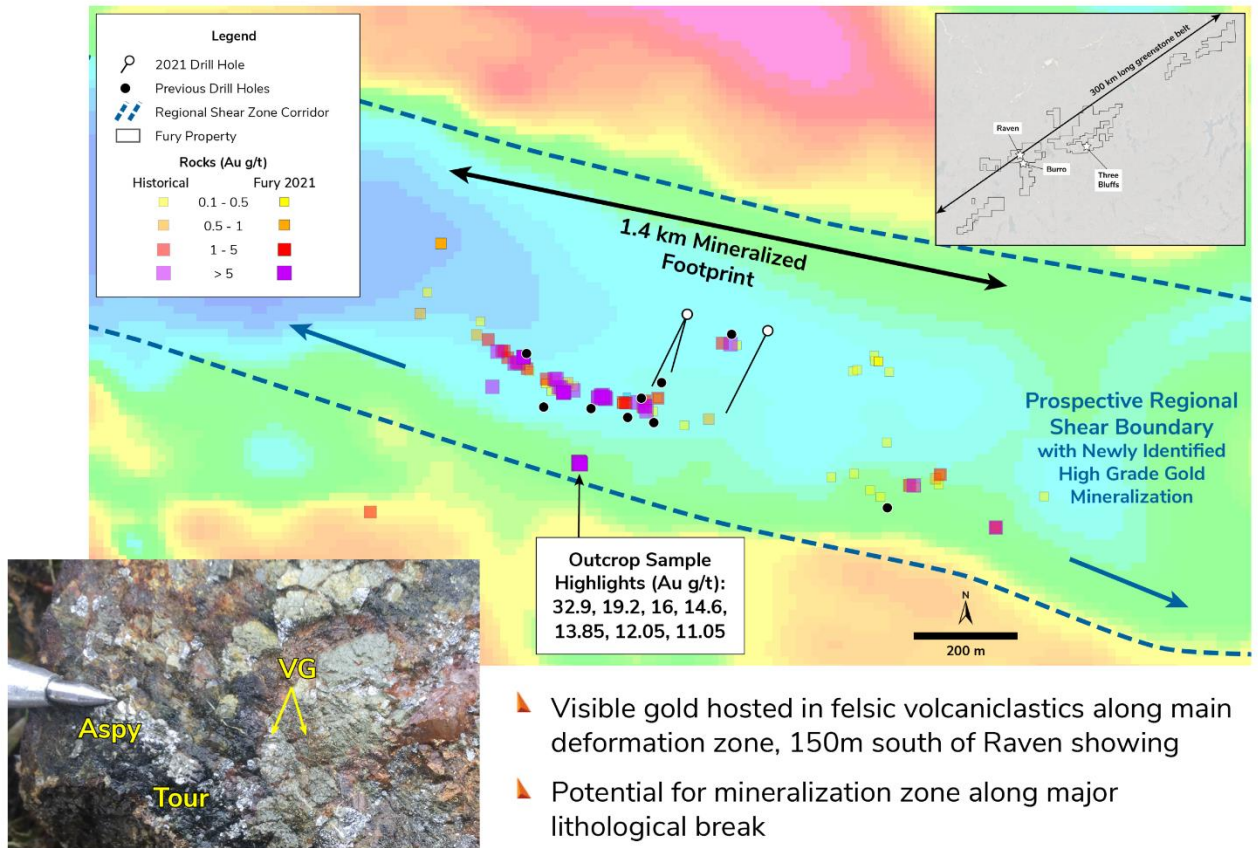 Legend
2021 Drill Hole
Previous Drill Holes
Regional Shear Zone Corridor
Fury Property
Rocks (Au g/t)
Historical Fury 2021
0.1 - 0.5
0.5 - 1
1 - 5
> 5
300 km long greenstone belt
Raven
Burro
Three
Bluffs
1.4 km Mineralized
Footprint
Prospective Regional
Shear Boundary
with Newly Identified
High Grade Gold
Mineralization
Outcrop Sample
Highlights (Au g/t):
32.9, 19.2, 16, 14.6,
13.85, 12.05, 11.05
N
200 m
VG
Aspy
Tour
Visible gold hosted in felsic volcaniclastics along main
deformation zone, 150m south of Raven showing
Potential for mineralization zone along major
lithological break